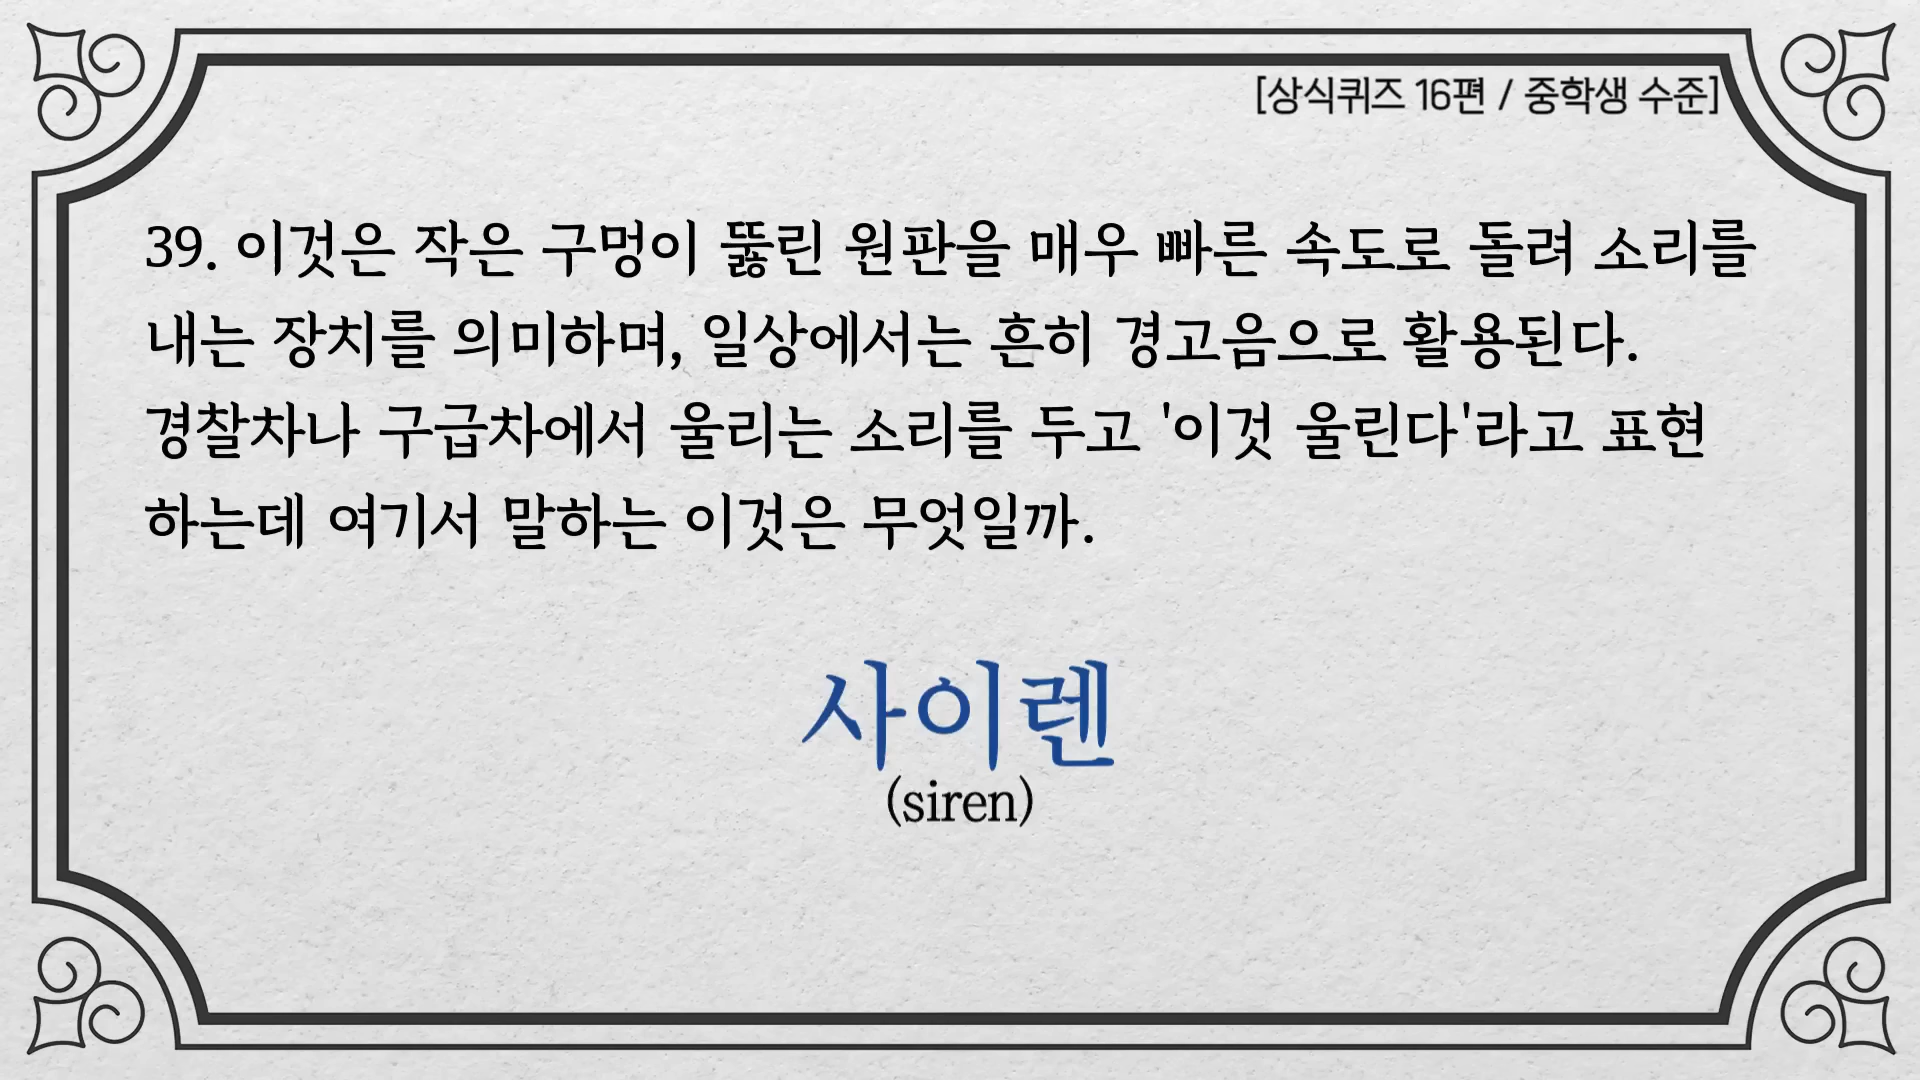 [상식퀴즈 16편 / 중학생 수준]
39. 이것은 작은 구멍이 뚫린 원판을 매우 빠른 속도로 돌려 소리를
내는 장치를 의미하며, 일상에서는 흔히 경고음으로 활용된다.
경찰차나 구급차에서 울리는 소리를 두고 '이것 울린다'라고 표현
하는데 여기서 말하는 이것은 무엇일까.
사이렌
(siren)